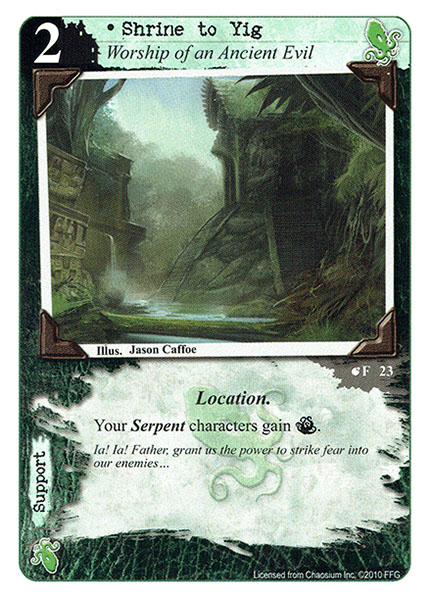 2
• Shrine to Yig
Worship of an Ancient Evil
Illus. Jason Caffoe
F 23
Location.
Your Serpent characters gain .
Ia! Ia! Father, grant us the power to strike fear into
our enemies…
Support
Licensed from Chaosium Inc. ©2010 FFG